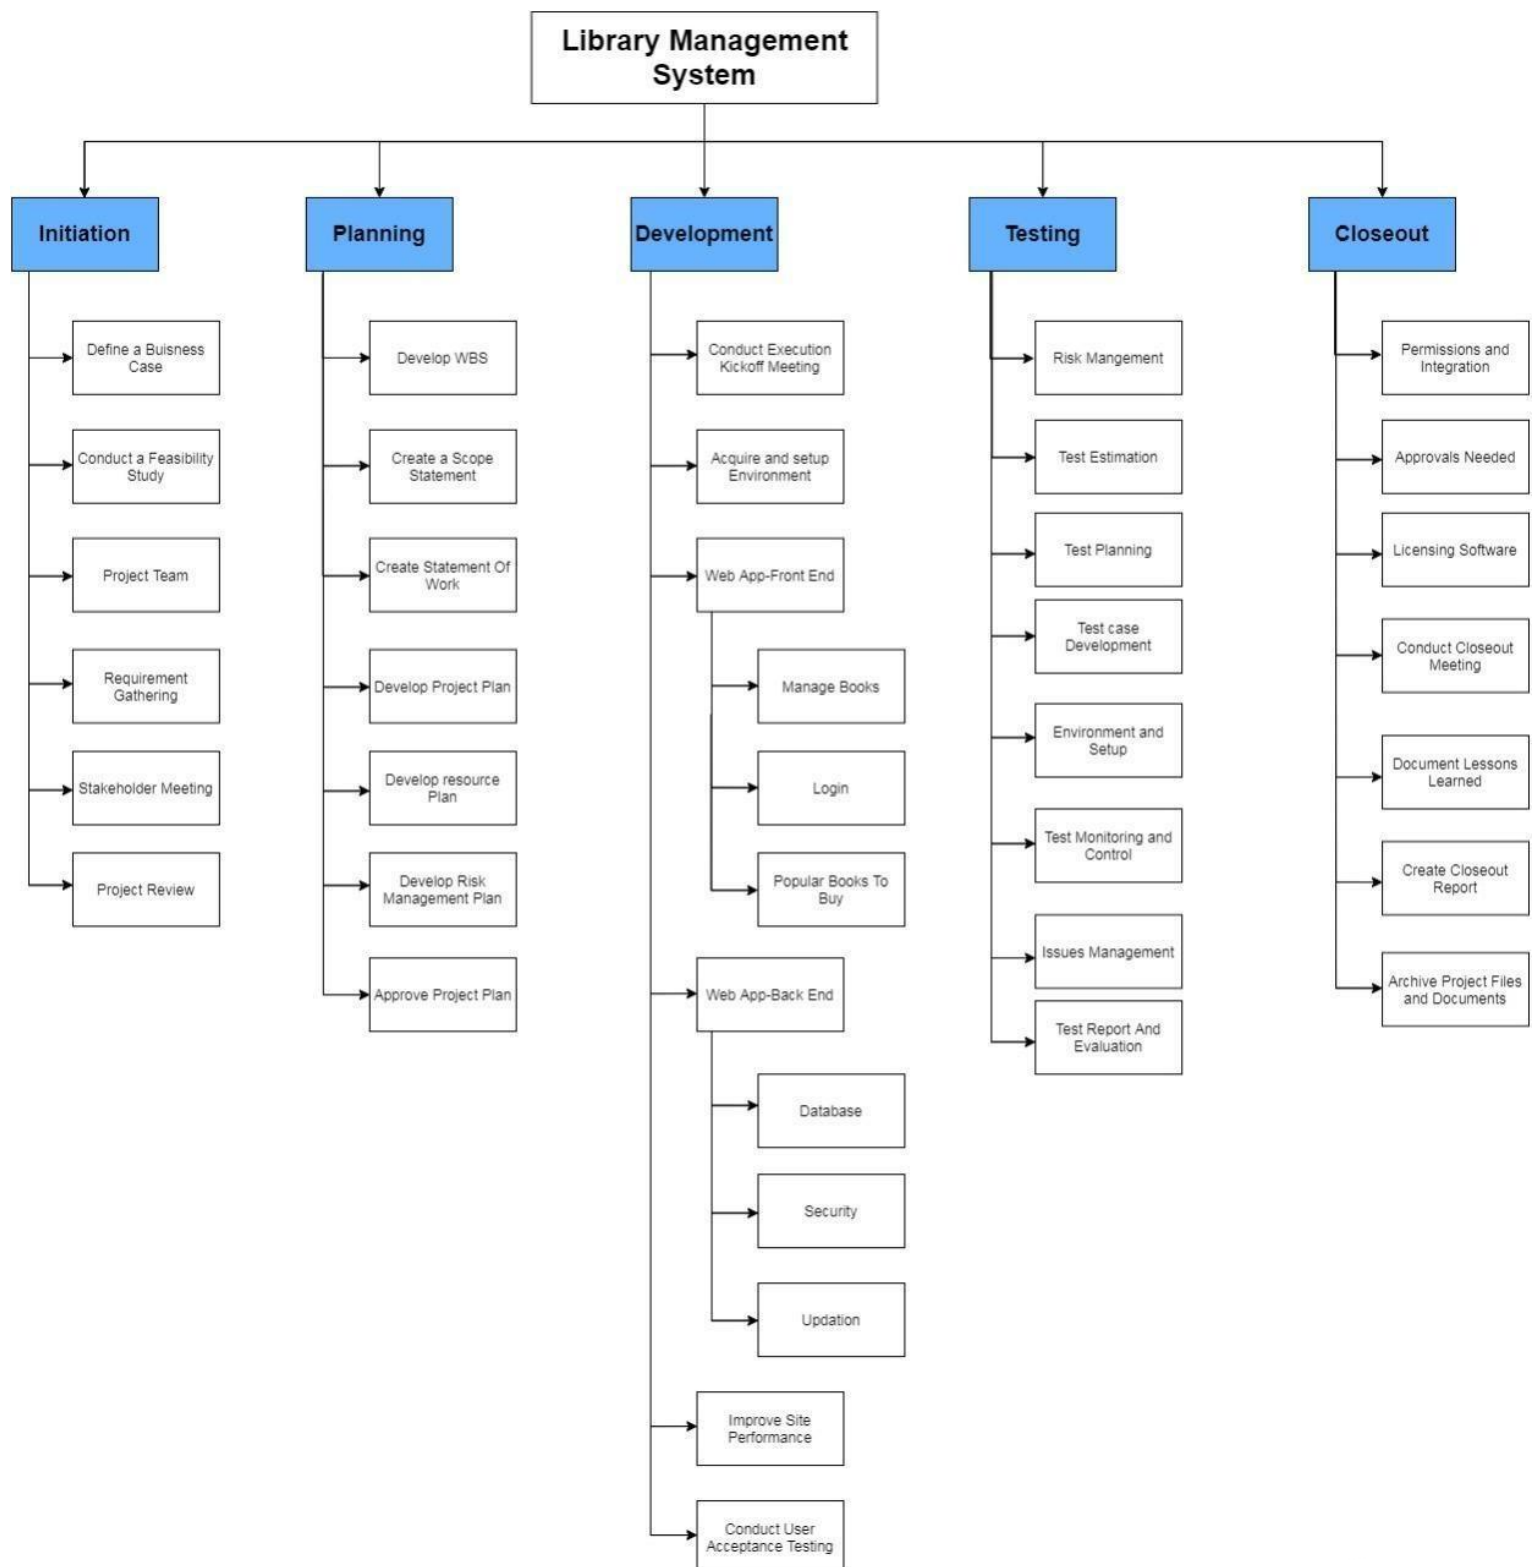 Library Management
System
Initiation
Planning
Development
Testing
Closeout
Define a Buisness
Case
Conduct a Feasibility
Study
Project Team
Requirement
Gathering
Stakeholder Meeting
Project Review
Develop WBS
Create a Scope
Statement
Create Statement Of
Work
Develop Project Plan
Develop resource
Plan
Develop Risk
Management Plan
Approve Project Plan
Conduct Execution
Kickoff Meeting
Acquire and setup
Environment
Web App-Front End
Manage Books
Login
Popular Books To
Buy
Web App-Back End
Database
Security
Updation
Improve Site
Performance
Conduct User
Acceptance Testing
Risk Mangement
Test Estimation
Test Planning
Test case
Development
Environment and
Setup
Test Monitoring and
Control
Issues Management
Test Report And
Evaluation
Permissions and
Integration
Approvals Needed
Licensing Software
Conduct Closeout
Meeting
Document Lessons
Learned
Create Closeout
Report
Archive Project Files
and Documents